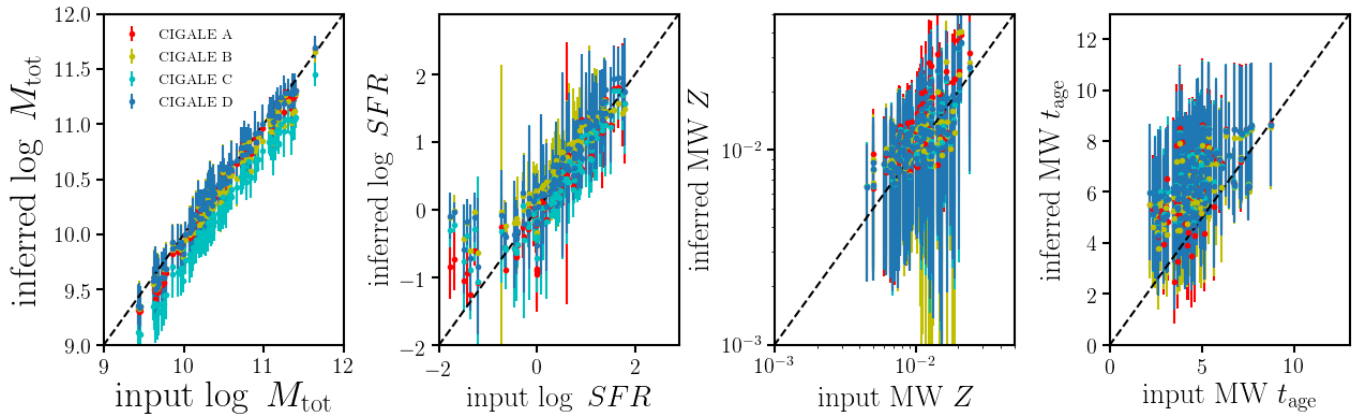 12.0
11.5
11.0
10.5
10.0
9.5
9.0
9
10
11
12
inferred log M_tot
input log M_tot
CIGALE A
CIGALE B
CIGALE C
CIGALE D
2
1
0
−1
−2
−2
0
2
inferred log SFR
input log SFR
10⁻²
10⁻³
10⁻³
10⁻²
inferred MW Z
input MW Z
12
10
8
6
4
2
0
0
5
10
inferred MW t_age
input MW t_age